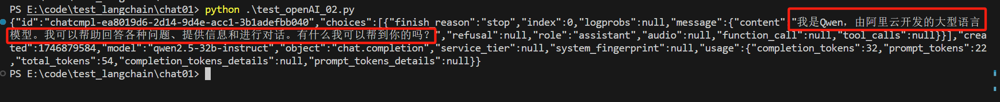 PS E:\code\test_langchain\chat01> python .\test_openAI_02.py
{"id":"chatcmpl-ea8019d6-2d14-9d4e-acc1-3b1adefbb040","choices":[{"finish_reason":"stop","index":0,"logprobs":null,"message":{"content":"我是Qwen，由阿里云开发的大型语言
模型。我可以帮助回答各种问题、提供信息和进行对话。有什么我可以帮到你的吗？","refusal":null,"role":"assistant","audio":null,"function_call":null,"tool_calls":null}}],"crea
ted":1746879584,"model":"qwen2.5-32b-instruct","object":"chat.completion","service_tier":null,"system_fingerprint":null,"usage":{"completion_tokens":32,"prompt_tokens":22
,"total_tokens":54,"completion_tokens_details":null,"prompt_tokens_details":null}}
PS E:\code\test_langchain\chat01>